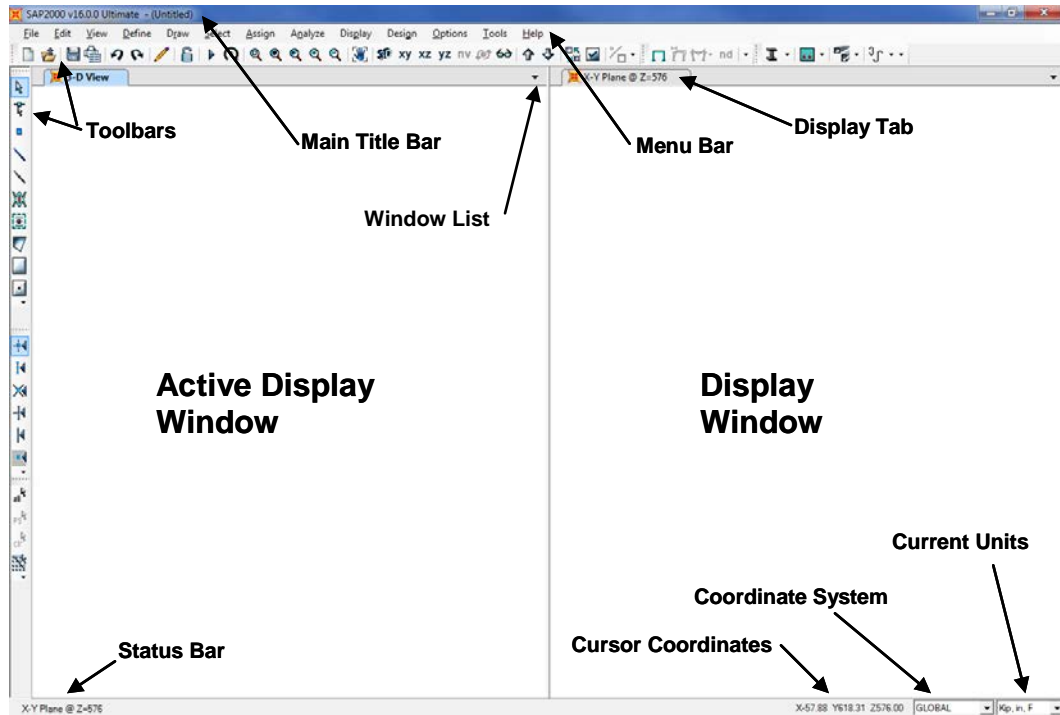 SAP2000 v16.0.0 Ultimate - (Untitled)
File Edit View Define Draw Select Assign Analyze Display Design Options Tools Help
xy xz yz nv nd
3-D View
X-Y Plane @ Z=576
Toolbars
Main Title Bar
Menu Bar
Display Tab
Window List
Active Display
Window
Display
Window
Current Units
Coordinate System
Cursor Coordinates
Status Bar
X-Y Plane @ Z=576
X-57.88 Y618.31 Z576.00 GLOBAL Kip, in, F